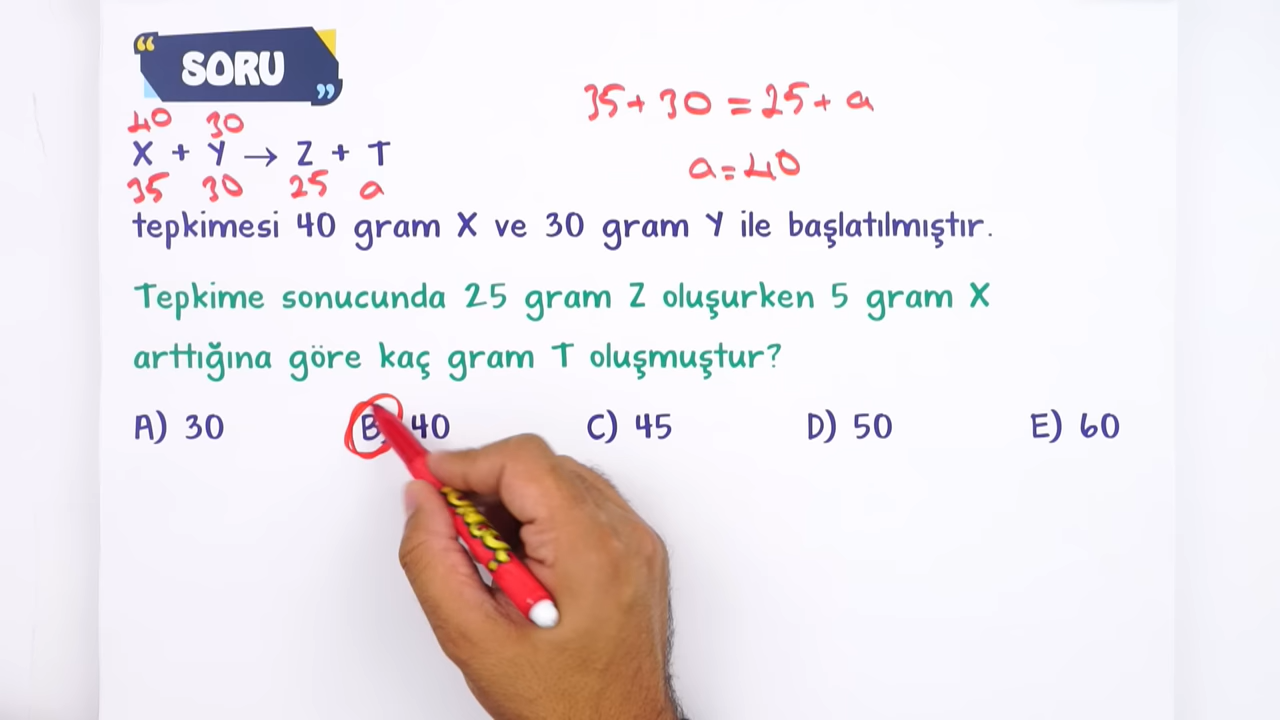 “
SORU
”
40 30
X + Y → Z + T
35 30 25 a
35 + 30 = 25 + a
a = 40
tepkimesi 40 gram X ve 30 gram Y ile başlatılmıştır.
Tepkime sonucunda 25 gram Z oluşurken 5 gram X
arttığına göre kaç gram T oluşmuştur?
A) 30 B) 40 C) 45 D) 50 E) 60